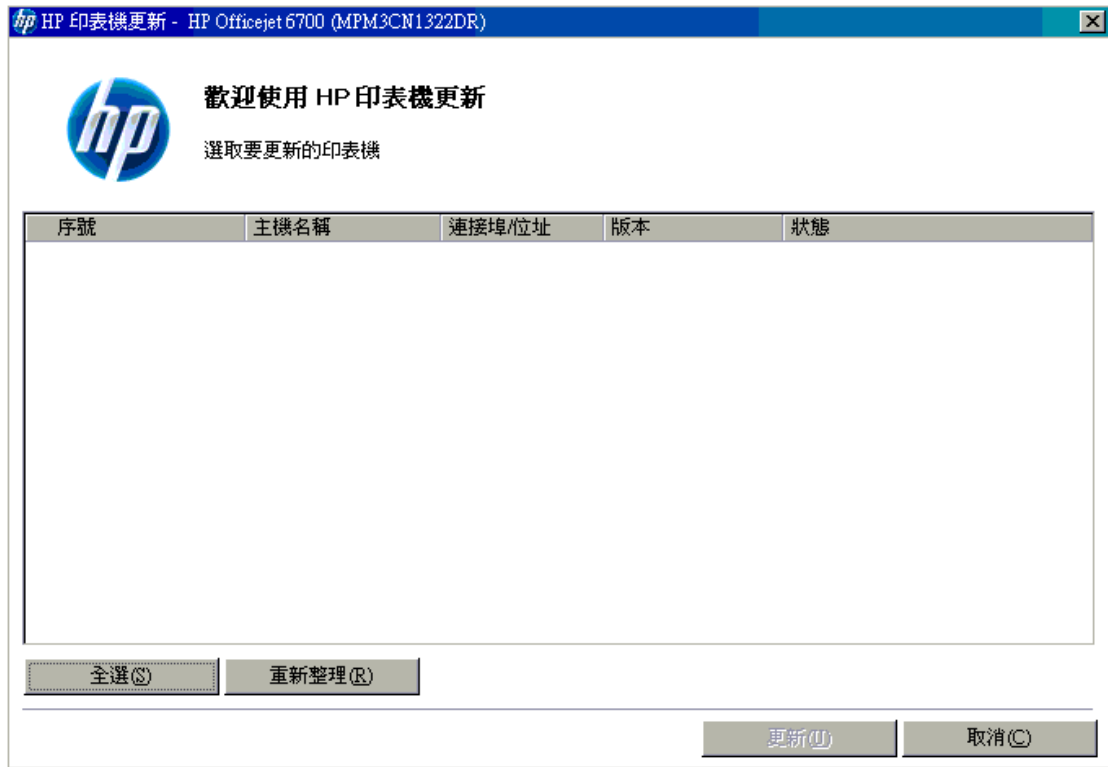 HP 印表機更新 - HP Officejet 6700 (MPM3CN1322DR)
hp
歡迎使用 HP 印表機更新
選取要更新的印表機
序號 主機名稱 連接埠/位址 版本 狀態
全選(S) 重新整理(R)
更新(U) 取消(C)